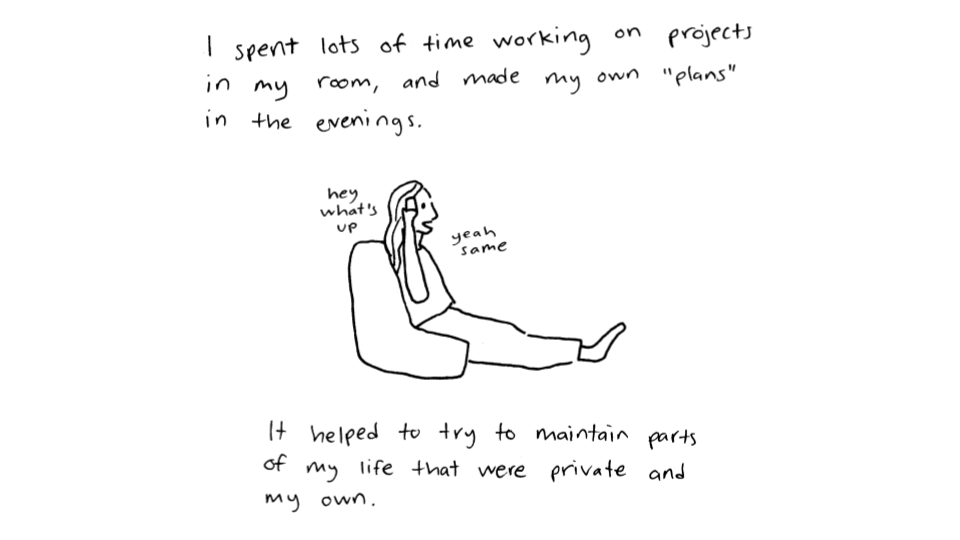 I spent lots of time working on projects
in my room, and made my own "plans"
in the evenings.
hey
what's
up
yeah
same
It helped to try to maintain parts
of my life that were private and
my own.